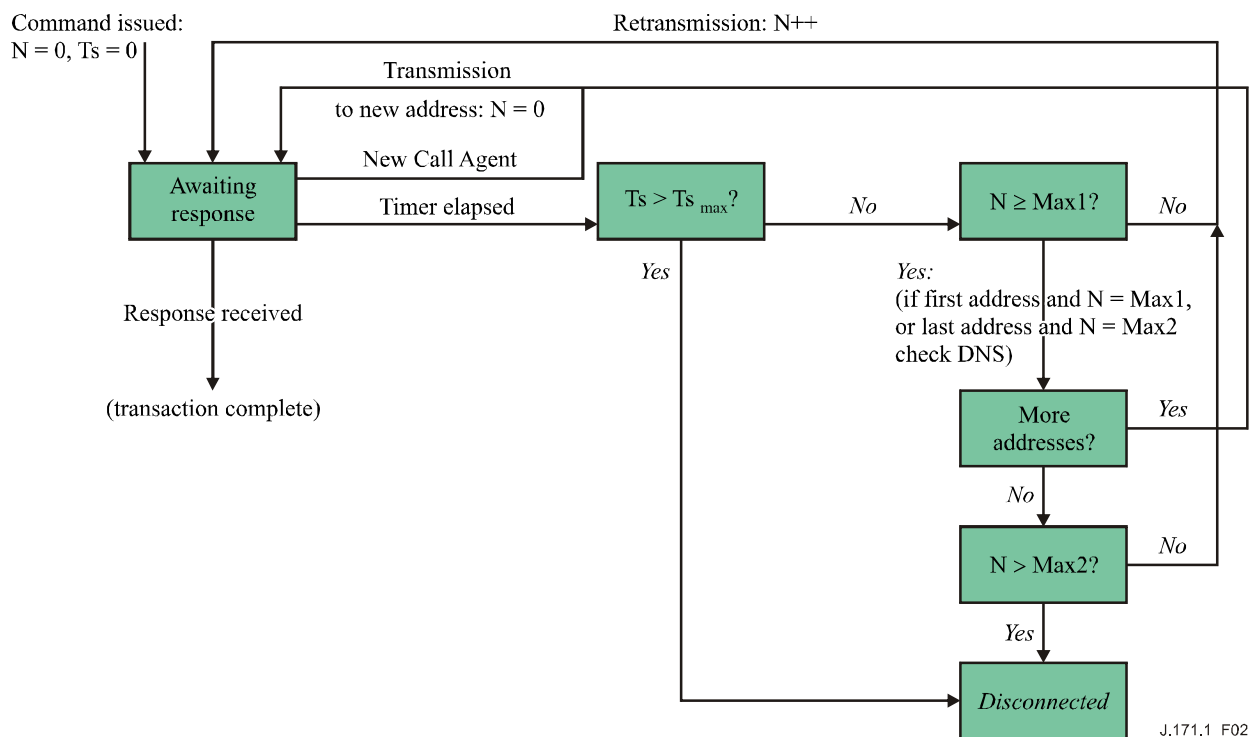 Command issued:
N = 0, Ts = 0
Retransmission: N++
Transmission
to new address: N = 0
New Call Agent
Awaiting
response
Timer elapsed
Ts > Ts max?
No
N ≥ Max1?
No
Yes
Yes:
(if first address and N = Max1,
or last address and N = Max2
check DNS)
Response received
(transaction complete)
More
addresses?
Yes
No
N > Max2?
No
Yes
Disconnected
J.171.1_F02